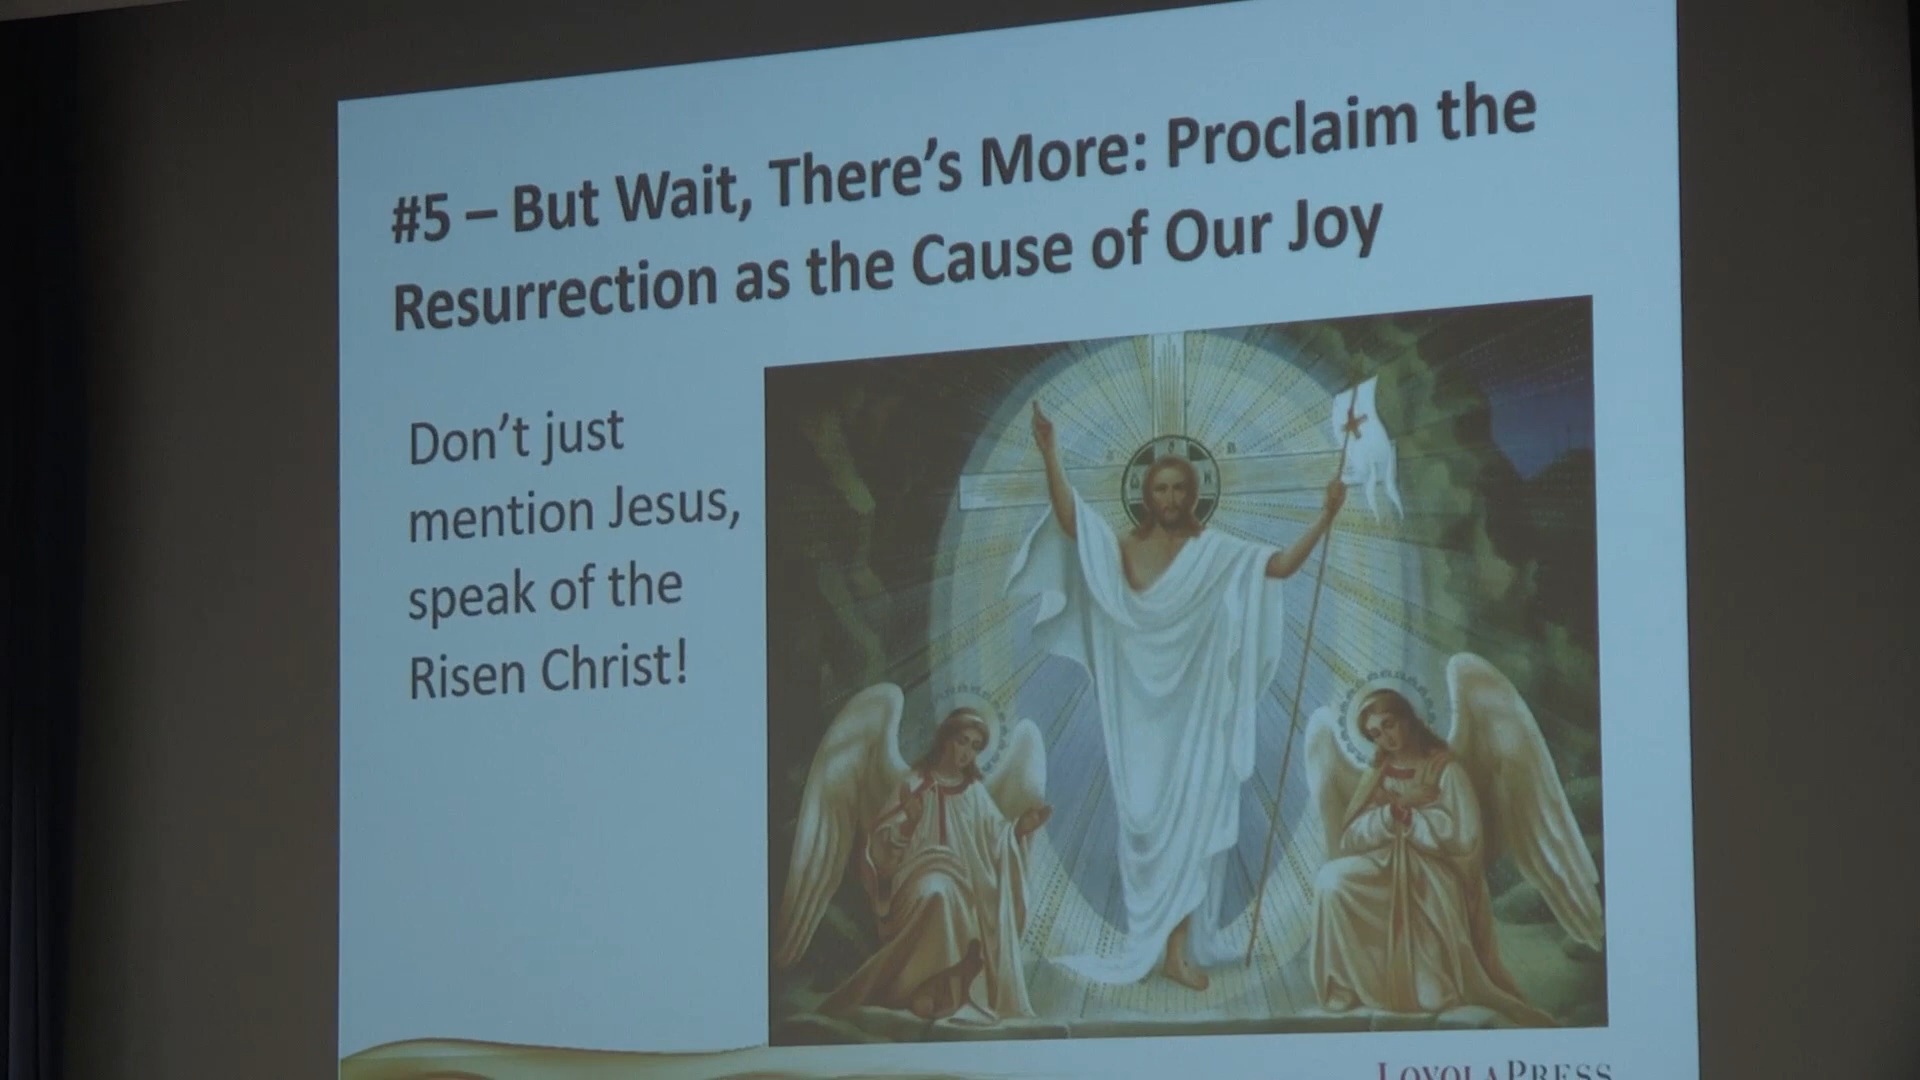 #5 – But Wait, There's More: Proclaim the
Resurrection as the Cause of Our Joy
Don't just
mention Jesus,
speak of the
Risen Christ!
LOYOLAPRESS